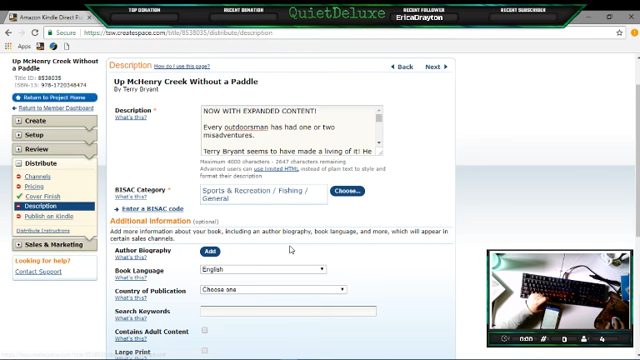 TOP DONATION
RECENT DONATION
RECENT FOLLOWER
RECENT SUBSCRIBER
QuietDeluxe
EricaDrayton
Amazon Kindle Direct P
Secure
https://tsw.createspace.com/title/8538035/distribute/description
Apps
Up McHenry Creek Without a Paddle
Title ID: 8538035
ISBN-13: 978-1720348474
Return to Project Home
Return to Member Dashboard
Create
Setup
Review
Distribute
Channels
Pricing
Cover Finish
Description
Publish on Kindle
Distribute Instructions
Sales & Marketing
Looking for help?
Contact Support
Description How do I use this page?
Back Next
Up McHenry Creek Without a Paddle
By Terry Bryant
Description *
What's this?
NOW WITH EXPANDED CONTENT!
Every outdoorsman has had one or two
misadventures.
Terry Bryant seems to have made a living of it! He
Maximum 4000 characters - 2647 characters remaining
Advanced users can use limited HTML instead of plain text to style and
format their description
BISAC Category *
What's this?
Sports & Recreation / Fishing /
General
Choose...
Enter a BISAC code
Additional Information (optional)
Add more information about your book, including an author biography, book language, and more, which will appear in
certain sales channels.
Author Biography
What's this?
Add
Book Language
What's this?
English
Country of Publication
What's this?
Choose one
Search Keywords
What's this?
Contains Adult Content
What's this?
Large Print
0:00
0
4